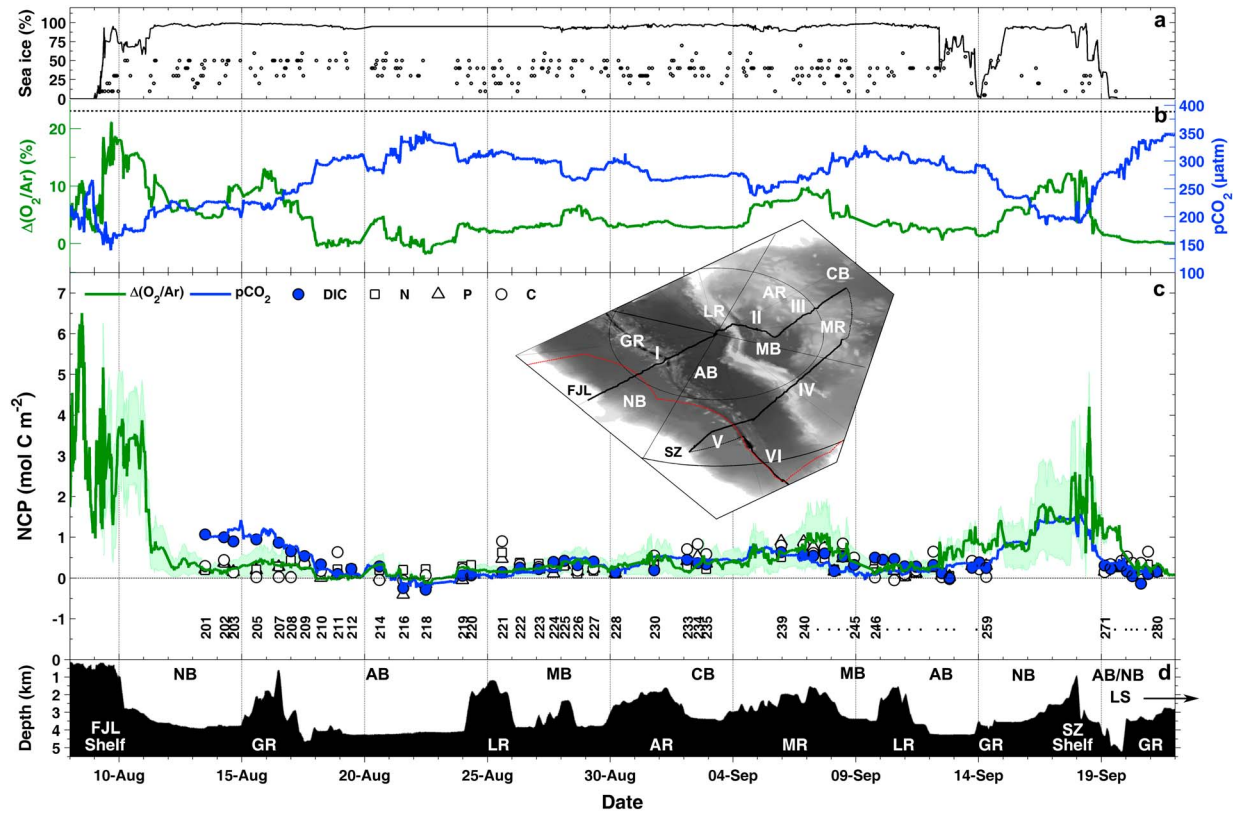 a
Sea ice (%)
100
75
50
25
0
b
Δ(O2/Ar) (%)
20
10
0
400
350
300
250
200
150
100
pCO2 (µatm)
c
Δ(O2/Ar) pCO2 DIC N P C
NCP (mol C m-2)
7
6
5
4
3
2
1
0
-1
CB
AR
III
LR
II
MR
GR
I
MB
AB
FJL
NB
IV
V
SZ
VI
201 202 203 205 207 208 209 210 211 212 214 216 218 219 220 221 222 223 224 225 226 227 228 230 233 234 235 239 240 . . . . . . 245 246 . . . . . . . . 259 271 . . . . . 280
d
Depth (km)
0
1
2
3
4
5
NB AB MB CB MB AB NB AB/NB
LS
FJL Shelf GR LR AR MR LR GR SZ Shelf GR
10-Aug 15-Aug 20-Aug 25-Aug 30-Aug 04-Sep 09-Sep 14-Sep 19-Sep
Date